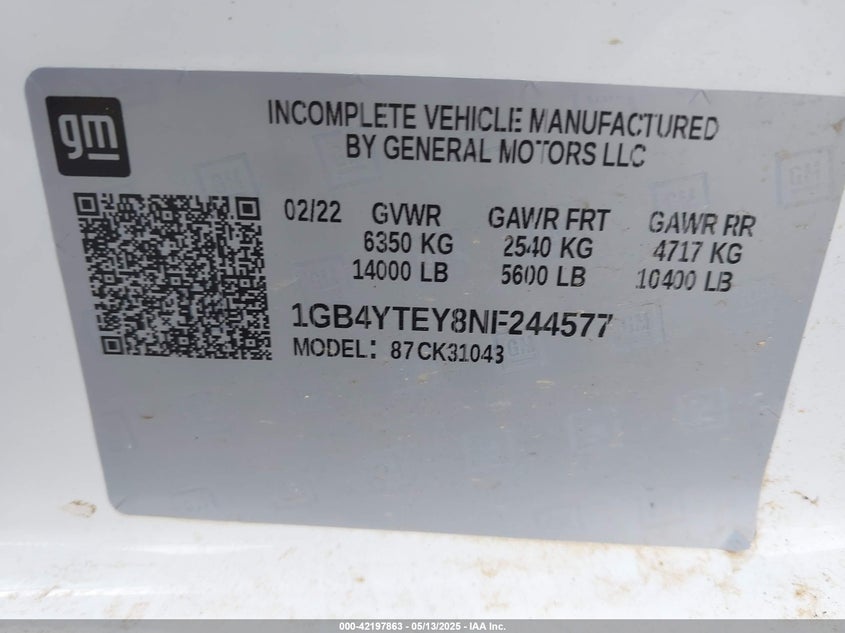 gm
INCOMPLETE VEHICLE MANUFACTURED
BY GENERAL MOTORS LLC
02/22 GVWR GAWR FRT GAWR RR
6350 KG 2540 KG 4717 KG
14000 LB 5600 LB 10400 LB
1GB4YTEY8NF244577
MODEL: 87CK31043
000-42197863 - 05/13/2025 - IAA Inc.